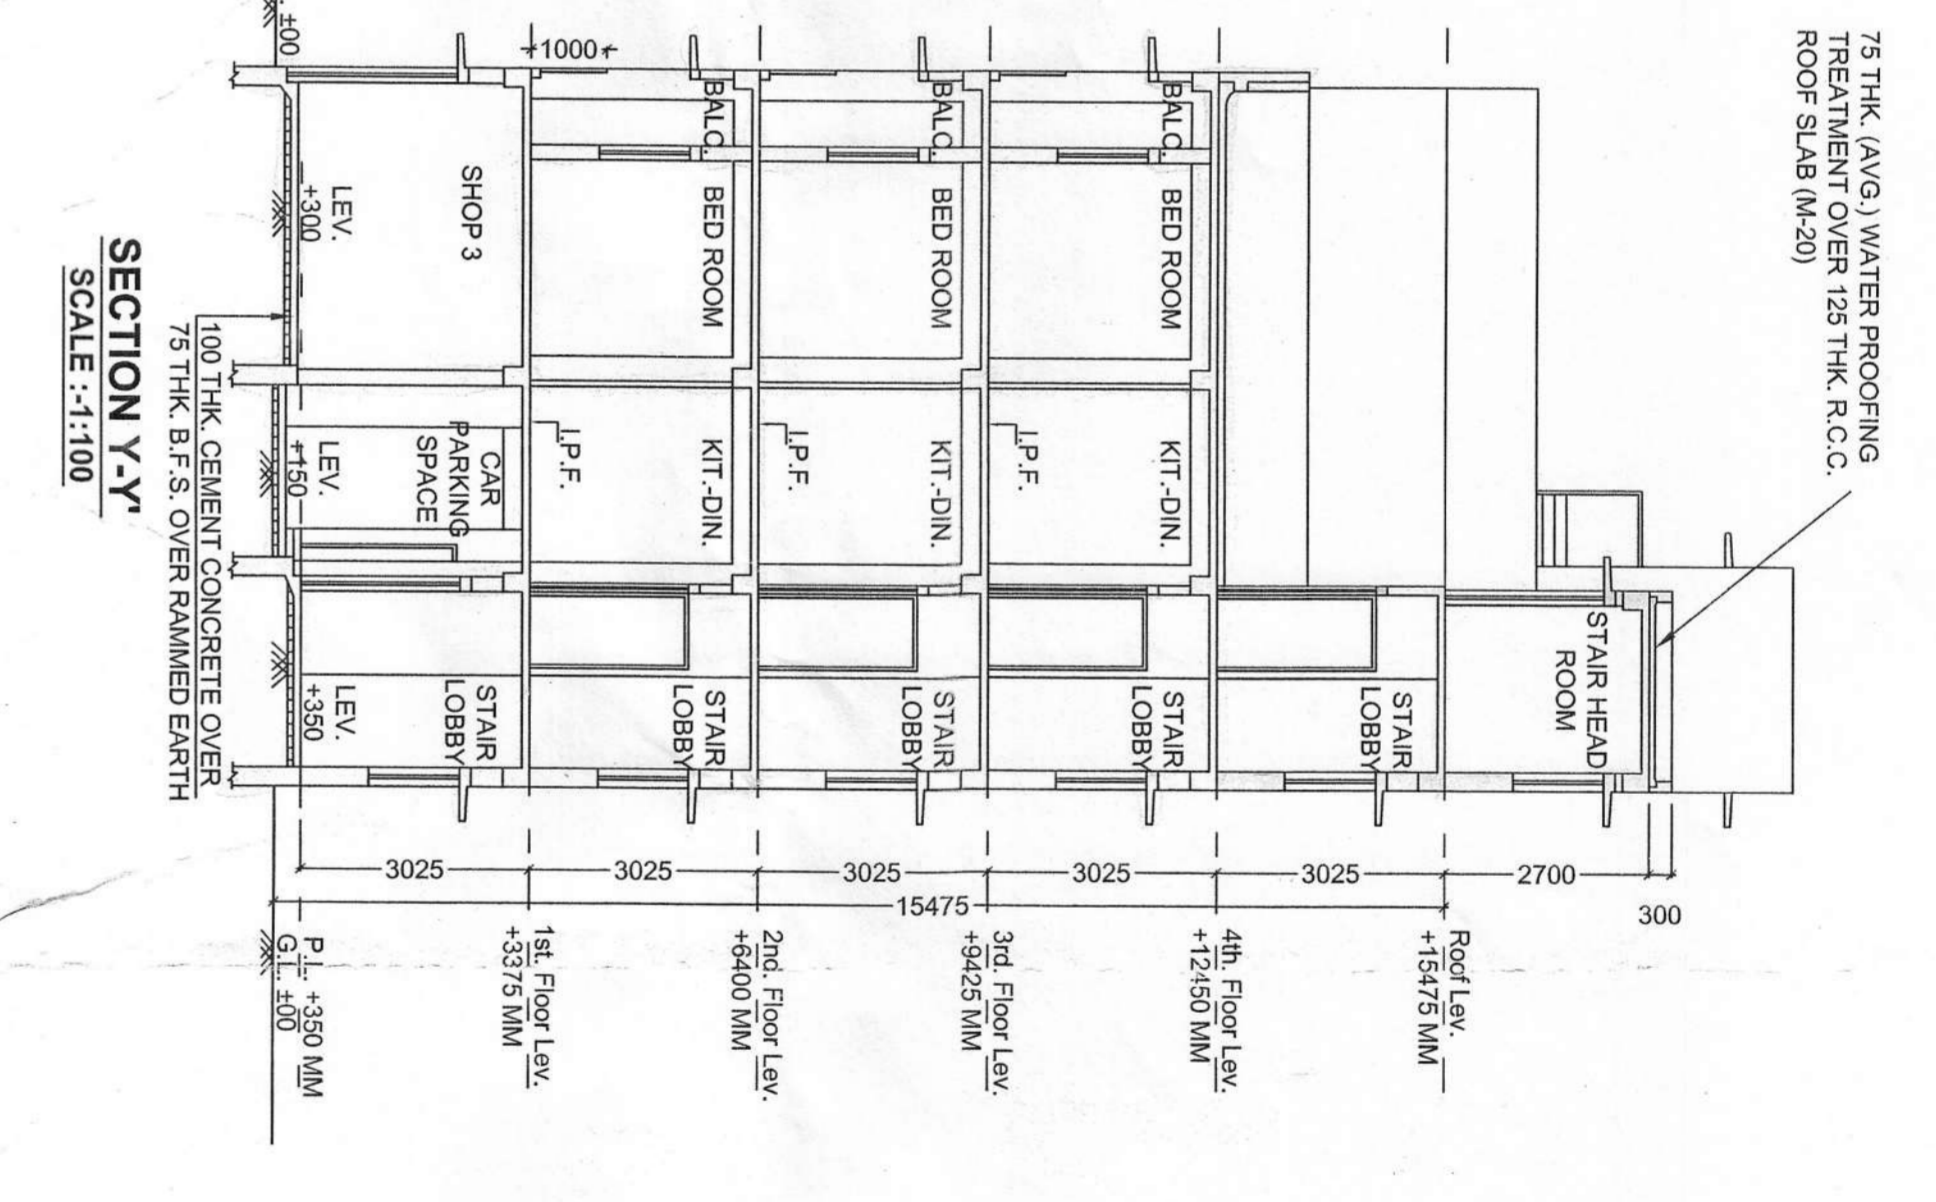 75 THK. (AVG.) WATER PROOFING
TREATMENT OVER 125 THK. R.C.C.
ROOF SLAB (M-20)
STAIR HEAD
ROOM
2700
300
Roof Lev.
+15475 MM
STAIR
LOBBY
3025
4th. Floor Lev.
+12450 MM
BALC.
BED ROOM
KIT.-DIN.
I.P.F.
STAIR
LOBBY
3025
3rd. Floor Lev.
+9425 MM
BALC.
BED ROOM
KIT.-DIN.
I.P.F.
STAIR
LOBBY
3025
15475
2nd. Floor Lev.
+6400 MM
BALC.
BED ROOM
KIT.-DIN.
I.P.F.
STAIR
LOBBY
3025
1000
1st. Floor Lev.
+3375 MM
SHOP 3
LEV.
+300
CAR
PARKING
SPACE
LEV.
+150
STAIR
LOBBY
LEV.
+350
3025
P.L. +350 MM
G.L. ±00
±00
100 THK. CEMENT CONCRETE OVER
75 THK. B.F.S. OVER RAMMED EARTH
SECTION Y-Y'
SCALE :-1:100